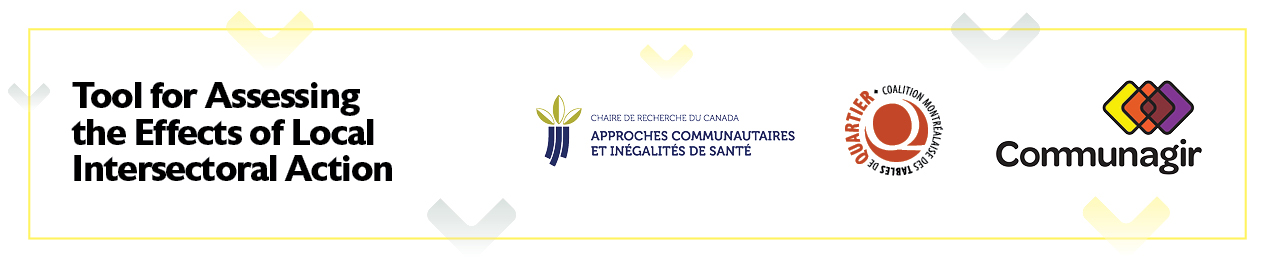 Tool for Assessing
the Effects of Local
Intersectoral Action
CHAIRE DE RECHERCHE DU CANADA
APPROCHES COMMUNAUTAIRES
ET INÉGALITÉS DE SANTÉ
COALITION MONTRÉALAISE DES TABLES DE QUARTIER •
Communagir